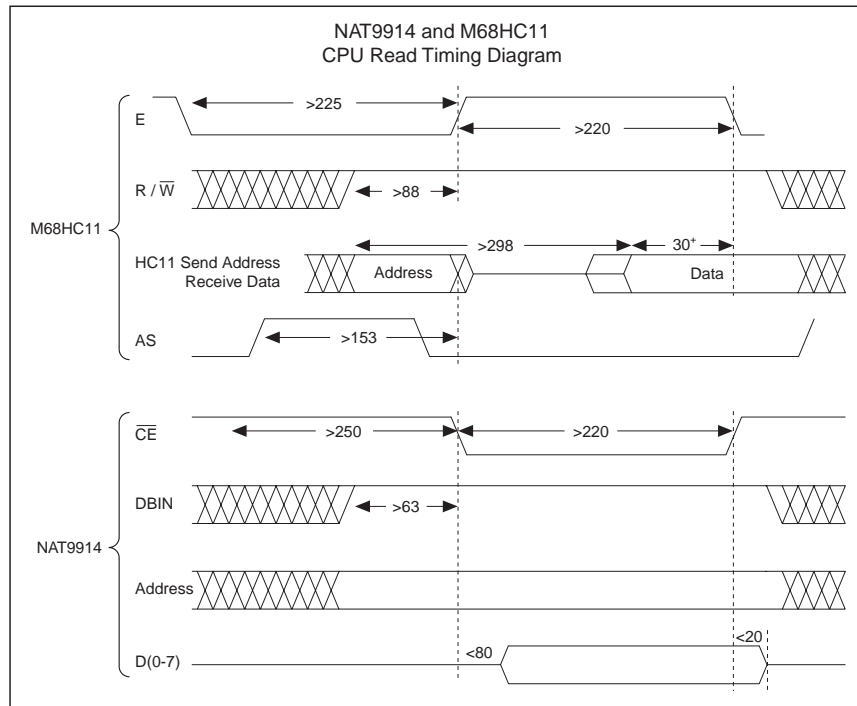 NAT9914 and M68HC11
CPU Read Timing Diagram
>225
E
>220
R / W̅
>88
M68HC11
>298
30⁺
HC11 Send Address
Receive Data
Address
Data
AS
>153
C̅E̅
>250
>220
DBIN
>63
NAT9914
Address
<20
D(0-7)
<80